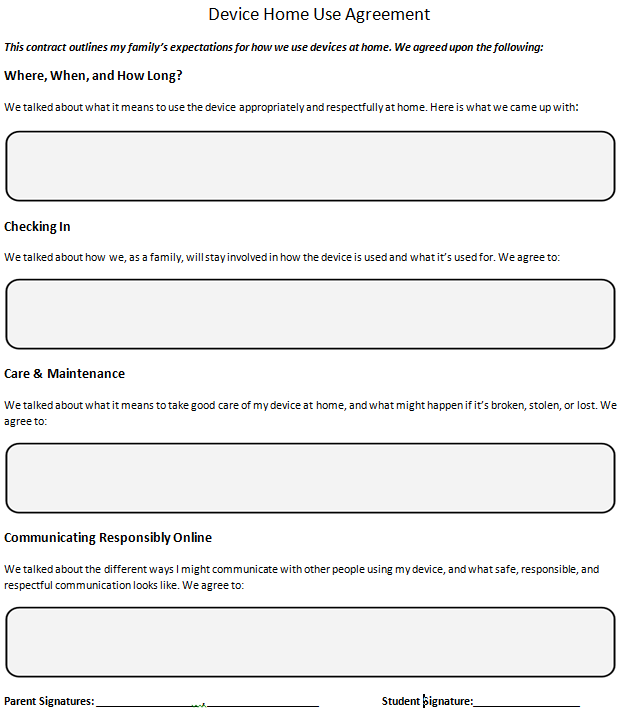 Device Home Use Agreement
This contract outlines my family's expectations for how we use devices at home. We agreed upon the following:
Where, When, and How Long?
We talked about what it means to use the device appropriately and respectfully at home. Here is what we came up with:
Checking In
We talked about how we, as a family, will stay involved in how the device is used and what it's used for. We agree to:
Care & Maintenance
We talked about what it means to take good care of my device at home, and what might happen if it's broken, stolen, or lost. We
agree to:
Communicating Responsibly Online
We talked about the different ways I might communicate with other people using my device, and what safe, responsible, and
respectful communication looks like. We agree to:
Parent Signatures: ______________________ Student Signature:__________________